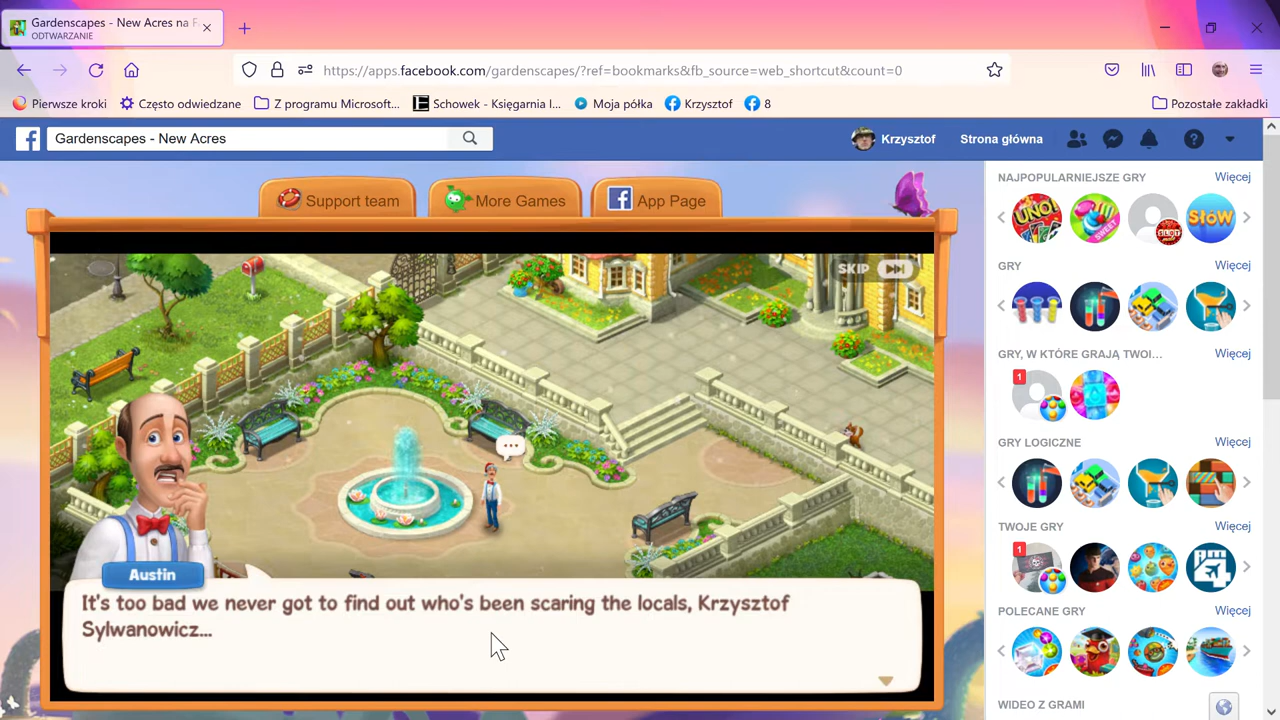 Gardenscapes - New Acres na F
ODTWARZANIE
https://apps.facebook.com/gardenscapes/?ref=bookmarks&fb_source=web_shortcut&count=0
Pierwsze kroki
Często odwiedzane
Z programu Microsoft...
Schowek - Księgarnia I...
Moja półka
Krzysztof
8
Pozostałe zakładki
Gardenscapes - New Acres
Krzysztof
Strona główna
Support team
More Games
App Page
SKIP
Austin
It's too bad we never got to find out who's been scaring the locals, Krzysztof
Sylwanowicz...
NAJPOPULARNIEJSZE GRY
Więcej
UNO!
SWEET
SŁÓW
GRY
Więcej
GRY, W KTÓRE GRAJĄ TWOI...
Więcej
1
GRY LOGICZNE
Więcej
TWOJE GRY
Więcej
1
AM
4
POLECANE GRY
Więcej
WIDEO Z GRAMI